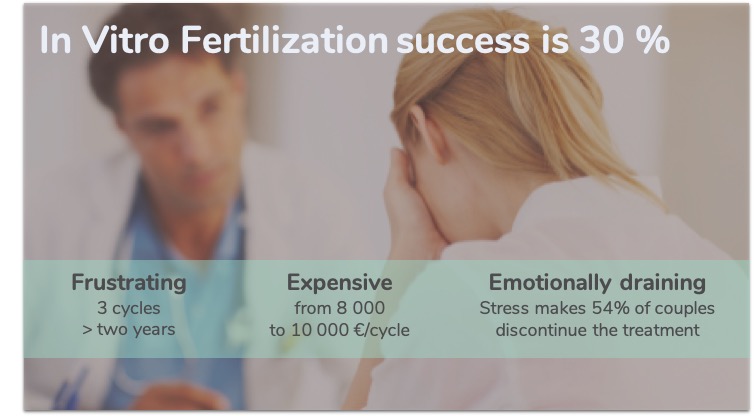 In Vitro Fertilization success is 30 %
Frustrating
3 cycles
> two years
Expensive
from 8 000
to 10 000 €/cycle
Emotionally draining
Stress makes 54% of couples
discontinue the treatment